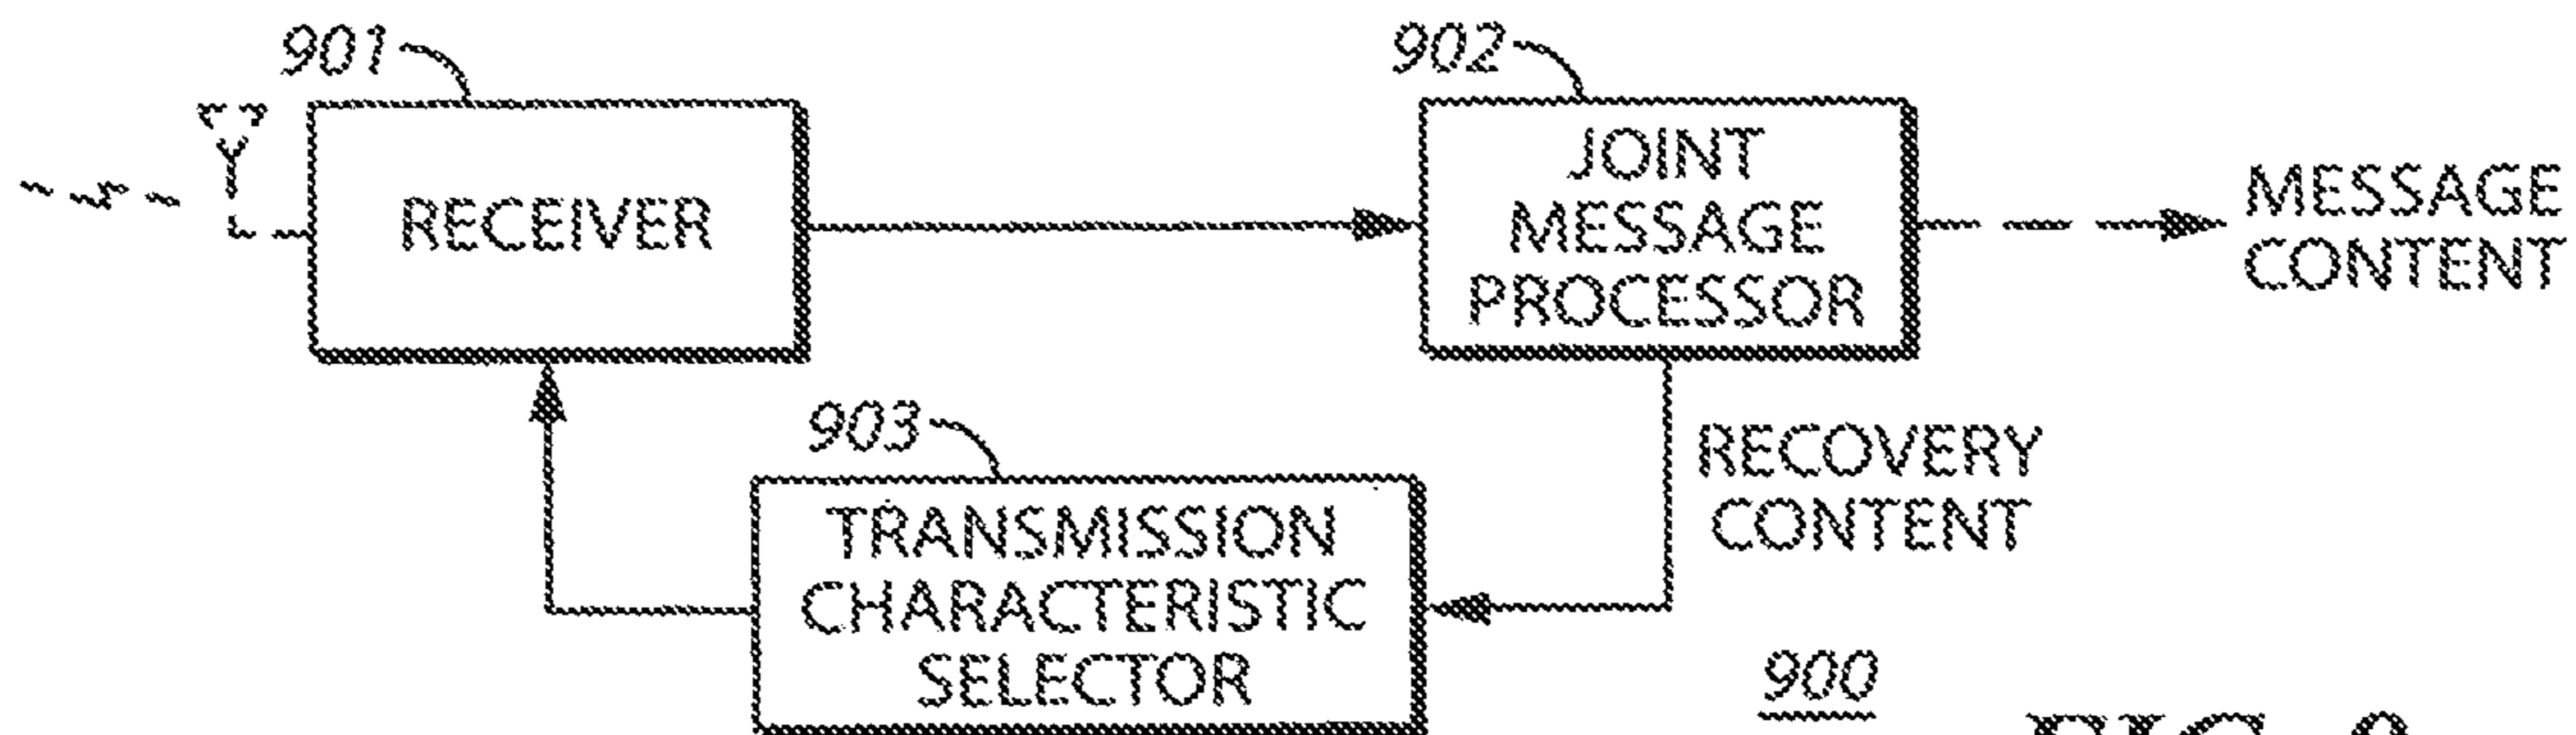 901
902
RECEIVER
JOINT
MESSAGE
PROCESSOR
MESSAGE
CONTENT
903
TRANSMISSION
CHARACTERISTIC
SELECTOR
RECOVERY
CONTENT
900